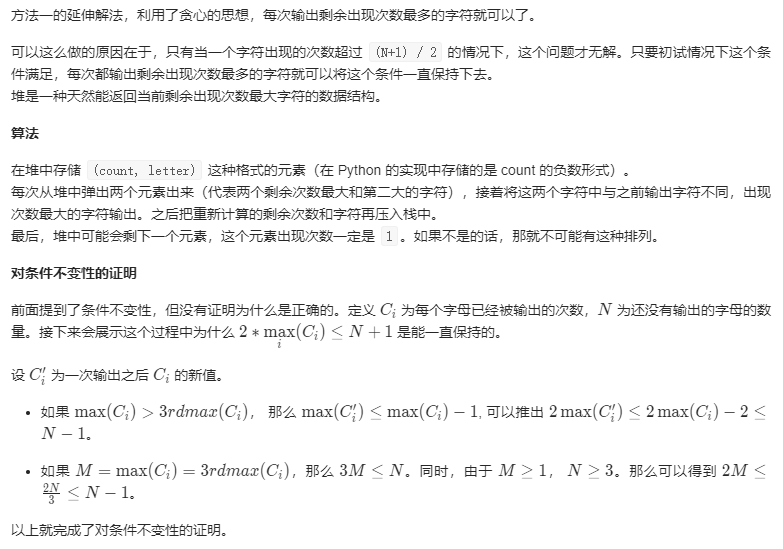 方法一的延伸解法，利用了贪心的思想，每次输出剩余出现次数最多的字符就可以了。
可以这么做的原因在于，只有当一个字符出现的次数超过 (N+1) / 2 的情况下，这个问题才无解。只要初试情况下这个条
件满足，每次都输出剩余出现次数最多的字符就可以将这个条件一直保持下去。
堆是一种天然能返回当前剩余出现次数最大字符的数据结构。
算法
在堆中存储 (count, letter) 这种格式的元素（在 Python 的实现中存储的是 count 的负数形式）。
每次从堆中弹出两个元素出来（代表两个剩余次数最大和第二大的字符），接着将这两个字符中与之前输出字符不同，出现
次数最大的字符输出。之后把重新计算的剩余次数和字符再压入栈中。
最后，堆中可能会剩下一个元素，这个元素出现次数一定是 1 。如果不是的话，那就不可能有这种排列。
对条件不变性的证明
前面提到了条件不变性，但没有证明为什么是正确的。定义 C_i 为每个字母已经被输出的次数，N 为还没有输出的字母的数
量。接下来会展示这个过程中为什么 2 * max_i(C_i) ≤ N + 1 是能一直保持的。
设 C_i' 为一次输出之后 C_i 的新值。
• 如果 max(C_i) > 3rdmax(C_i)， 那么 max(C_i') ≤ max(C_i) − 1, 可以推出 2 max(C_i') ≤ 2 max(C_i) − 2 ≤
N − 1。
• 如果 M = max(C_i) = 3rdmax(C_i)，那么 3M ≤ N。同时，由于 M ≥ 1， N ≥ 3。那么可以得到 2M ≤
2N/3 ≤ N − 1。
以上就完成了对条件不变性的证明。